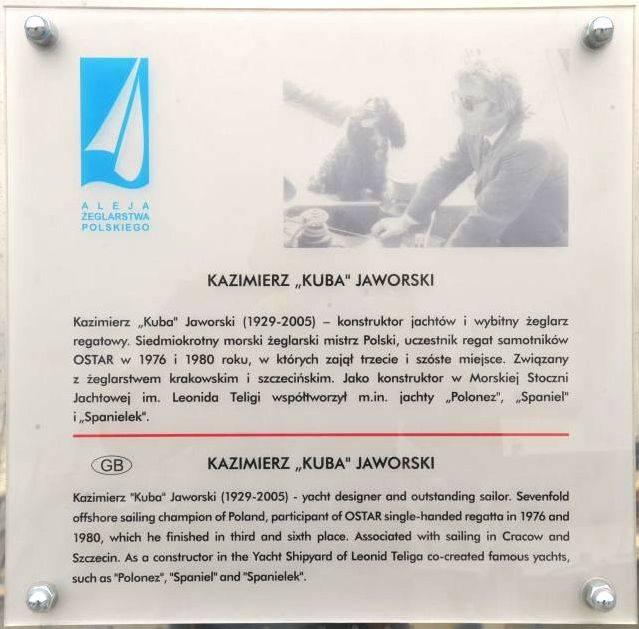 ALEJA
ŻEGLARSTWA
POLSKIEGO
KAZIMIERZ „KUBA" JAWORSKI
Kazimierz „Kuba" Jaworski (1929-2005) – konstruktor jachtów i wybitny żeglarz
regatowy. Siedmiokrotny morski żeglarski mistrz Polski, uczestnik regat samotników
OSTAR w 1976 i 1980 roku, w których zajął trzecie i szóste miejsce. Związany
z żeglarstwem krakowskim i szczecińskim. Jako konstruktor w Morskiej Stoczni
Jachtowej im. Leonida Teligi współtworzył m.in. jachty „Polonez", „Spaniel"
i „Spanielek".
GB
KAZIMIERZ „KUBA" JAWORSKI
Kazimierz "Kuba" Jaworski (1929-2005) - yacht designer and outstanding sailor. Sevenfold
offshore sailing champion of Poland, participant of OSTAR single-handed regatta in 1976 and
1980, which he finished in third and sixth place. Associated with sailing in Cracow and
Szczecin. As a constructor in the Yacht Shipyard of Leonid Teliga co-created famous yachts,
such as "Polonez", "Spaniel" and "Spanielek".